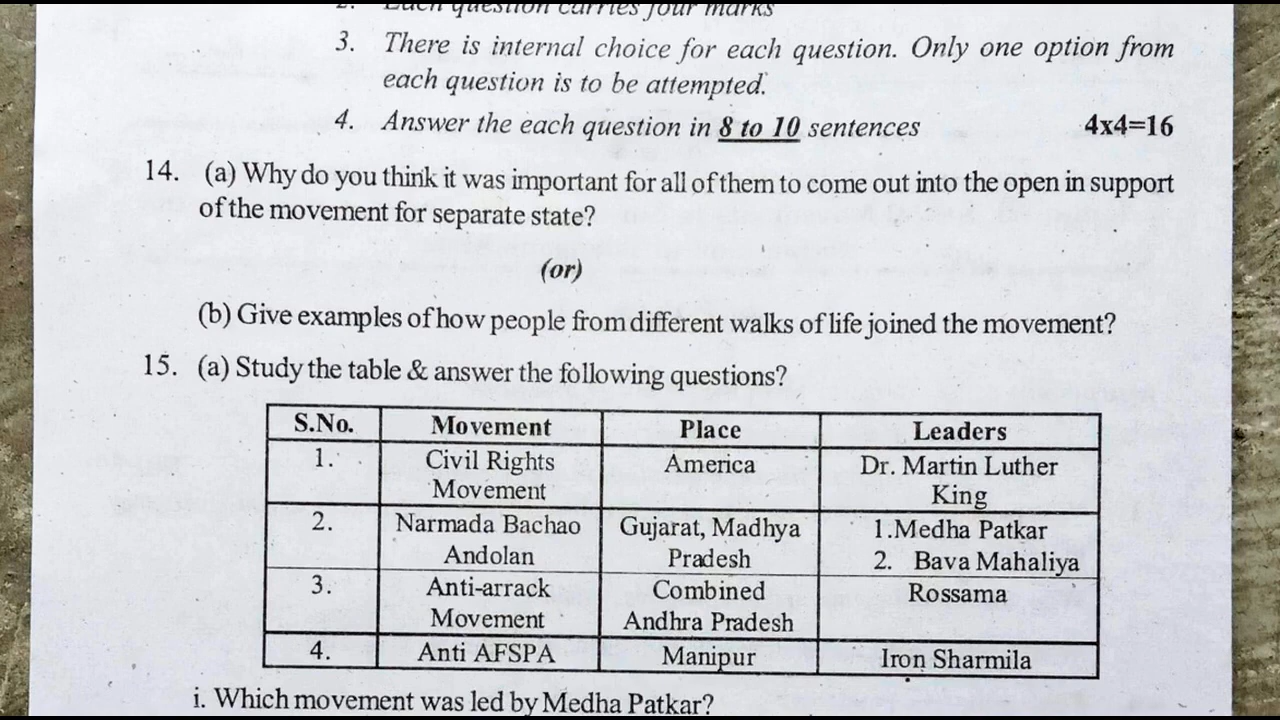 2. Each question carries four marks
3. There is internal choice for each question. Only one option from
each question is to be attempted.
4. Answer the each question in 8 to 10 sentences 4x4=16
14. (a) Why do you think it was important for all of them to come out into the open in support
of the movement for separate state?
(or)
(b) Give examples of how people from different walks of life joined the movement?
15. (a) Study the table & answer the following questions?
S.No. Movement Place Leaders
1. Civil Rights America Dr. Martin Luther
Movement King
2. Narmada Bachao Gujarat, Madhya 1.Medha Patkar
Andolan Pradesh 2. Bava Mahaliya
3. Anti-arrack Combined Rossama
Movement Andhra Pradesh
4. Anti AFSPA Manipur Iron Sharmila
i. Which movement was led by Medha Patkar?